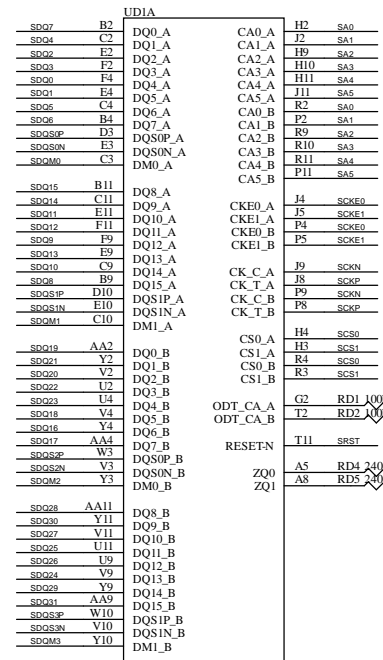 UD1A
SDQ7 B2 DQ0_A
SDQ4 C2 DQ1_A
SDQ2 E2 DQ2_A
SDQ3 F2 DQ3_A
SDQ0 F4 DQ4_A
SDQ1 E4 DQ5_A
SDQ5 C4 DQ6_A
SDQ6 B4 DQ7_A
SDQS0P D3 DQS0P_A
SDQS0N E3 DQS0N_A
SDQM0 C3 DM0_A
SDQ15 B11 DQ8_A
SDQ14 C11 DQ9_A
SDQ11 E11 DQ10_A
SDQ12 F11 DQ11_A
SDQ9 F9 DQ12_A
SDQ13 E9 DQ13_A
SDQ10 C9 DQ14_A
SDQ8 B9 DQ15_A
SDQS1P D10 DQS1P_A
SDQS1N E10 DQS1N_A
SDQM1 C10 DM1_A
SDQ19 AA2 DQ0_B
SDQ21 Y2 DQ1_B
SDQ20 V2 DQ2_B
SDQ22 U2 DQ3_B
SDQ23 U4 DQ4_B
SDQ18 V4 DQ5_B
SDQ16 Y4 DQ6_B
SDQ17 AA4 DQ7_B
SDQS2P W3 DQS0P_B
SDQS2N V3 DQS0N_B
SDQM2 Y3 DM0_B
SDQ28 AA11 DQ8_B
SDQ30 Y11 DQ9_B
SDQ27 V11 DQ10_B
SDQ25 U11 DQ11_B
SDQ26 U9 DQ12_B
SDQ24 V9 DQ13_B
SDQ29 Y9 DQ14_B
SDQ31 AA9 DQ15_B
SDQS3P W10 DQS1P_B
SDQS3N V10 DQS1N_B
SDQM3 Y10 DM1_B
CA0_A H2 SA0
CA1_A J2 SA1
CA2_A H9 SA2
CA3_A H10 SA3
CA4_A H11 SA4
CA5_A J11 SA5
CA0_B R2 SA0
CA1_B P2 SA1
CA2_B R9 SA2
CA3_B R10 SA3
CA4_B R11 SA4
CA5_B P11 SA5
CKE0_A J4 SCKE0
CKE1_A J5 SCKE1
CKE0_B P4 SCKE0
CKE1_B P5 SCKE1
CK_C_A J9 SCKN
CK_T_A J8 SCKP
CK_C_B P9 SCKN
CK_T_B P8 SCKP
CS0_A H4 SCS0
CS1_A H3 SCS1
CS0_B R4 SCS0
CS1_B R3 SCS1
ODT_CA_A G2 RD1 100
ODT_CA_B T2 RD2 100
RESET-N T11 SRST
ZQ0 A5 RD4 240
ZQ1 A8 RD5 240